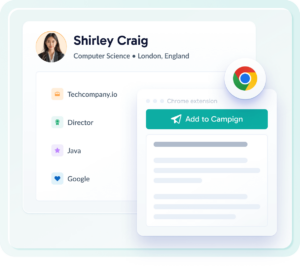 Shirley Craig
Computer Science • London, England
Techcompany.io
Director
Java
Google
Chrome extension
Add to Campign